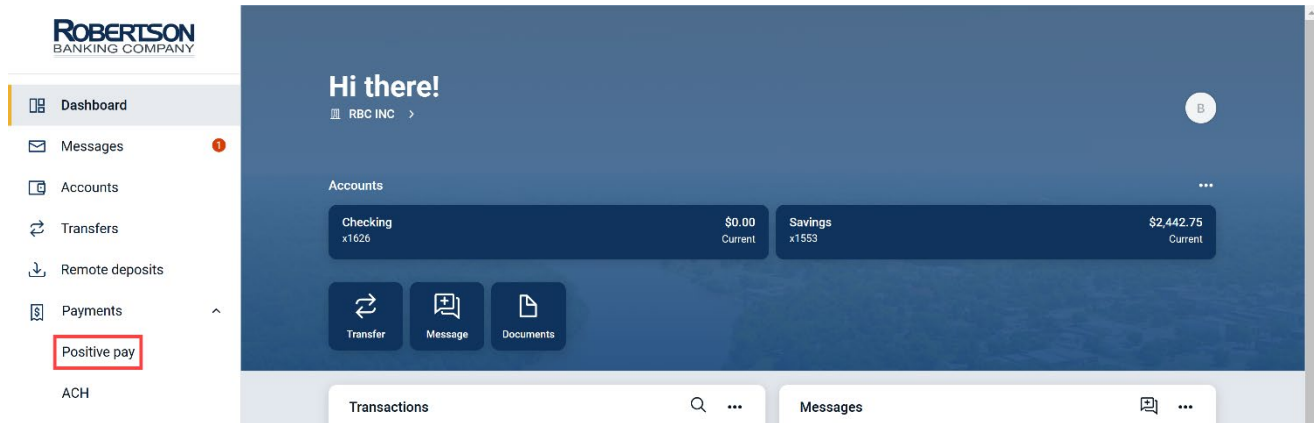 ROBERTSON
BANKING COMPANY
Dashboard
Messages
1
Accounts
Transfers
Remote deposits
Payments
Positive pay
ACH
Hi there!
RBC INC
B
Accounts
Checking $0.00
x1626 Current
Savings $2,442.75
x1553 Current
Transfer
Message
Documents
Transactions
Messages